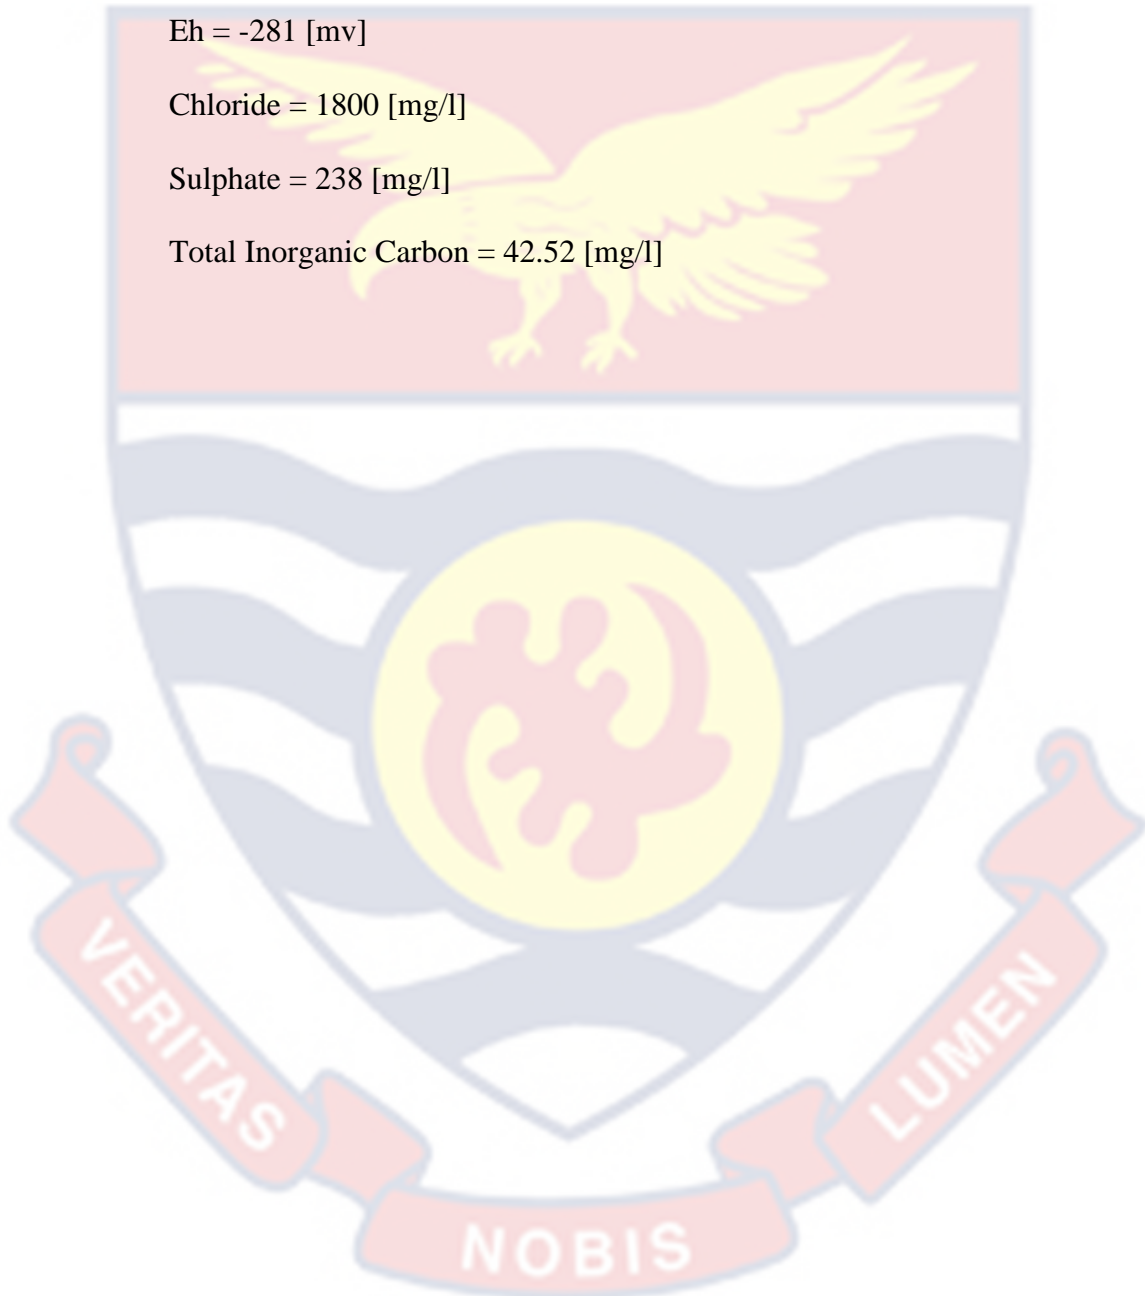 Eh = -281 [mv]
Chloride = 1800 [mg/l]
Sulphate = 238 [mg/l]
Total Inorganic Carbon = 42.52 [mg/l]
VERITAS
NOBIS
LUMEN